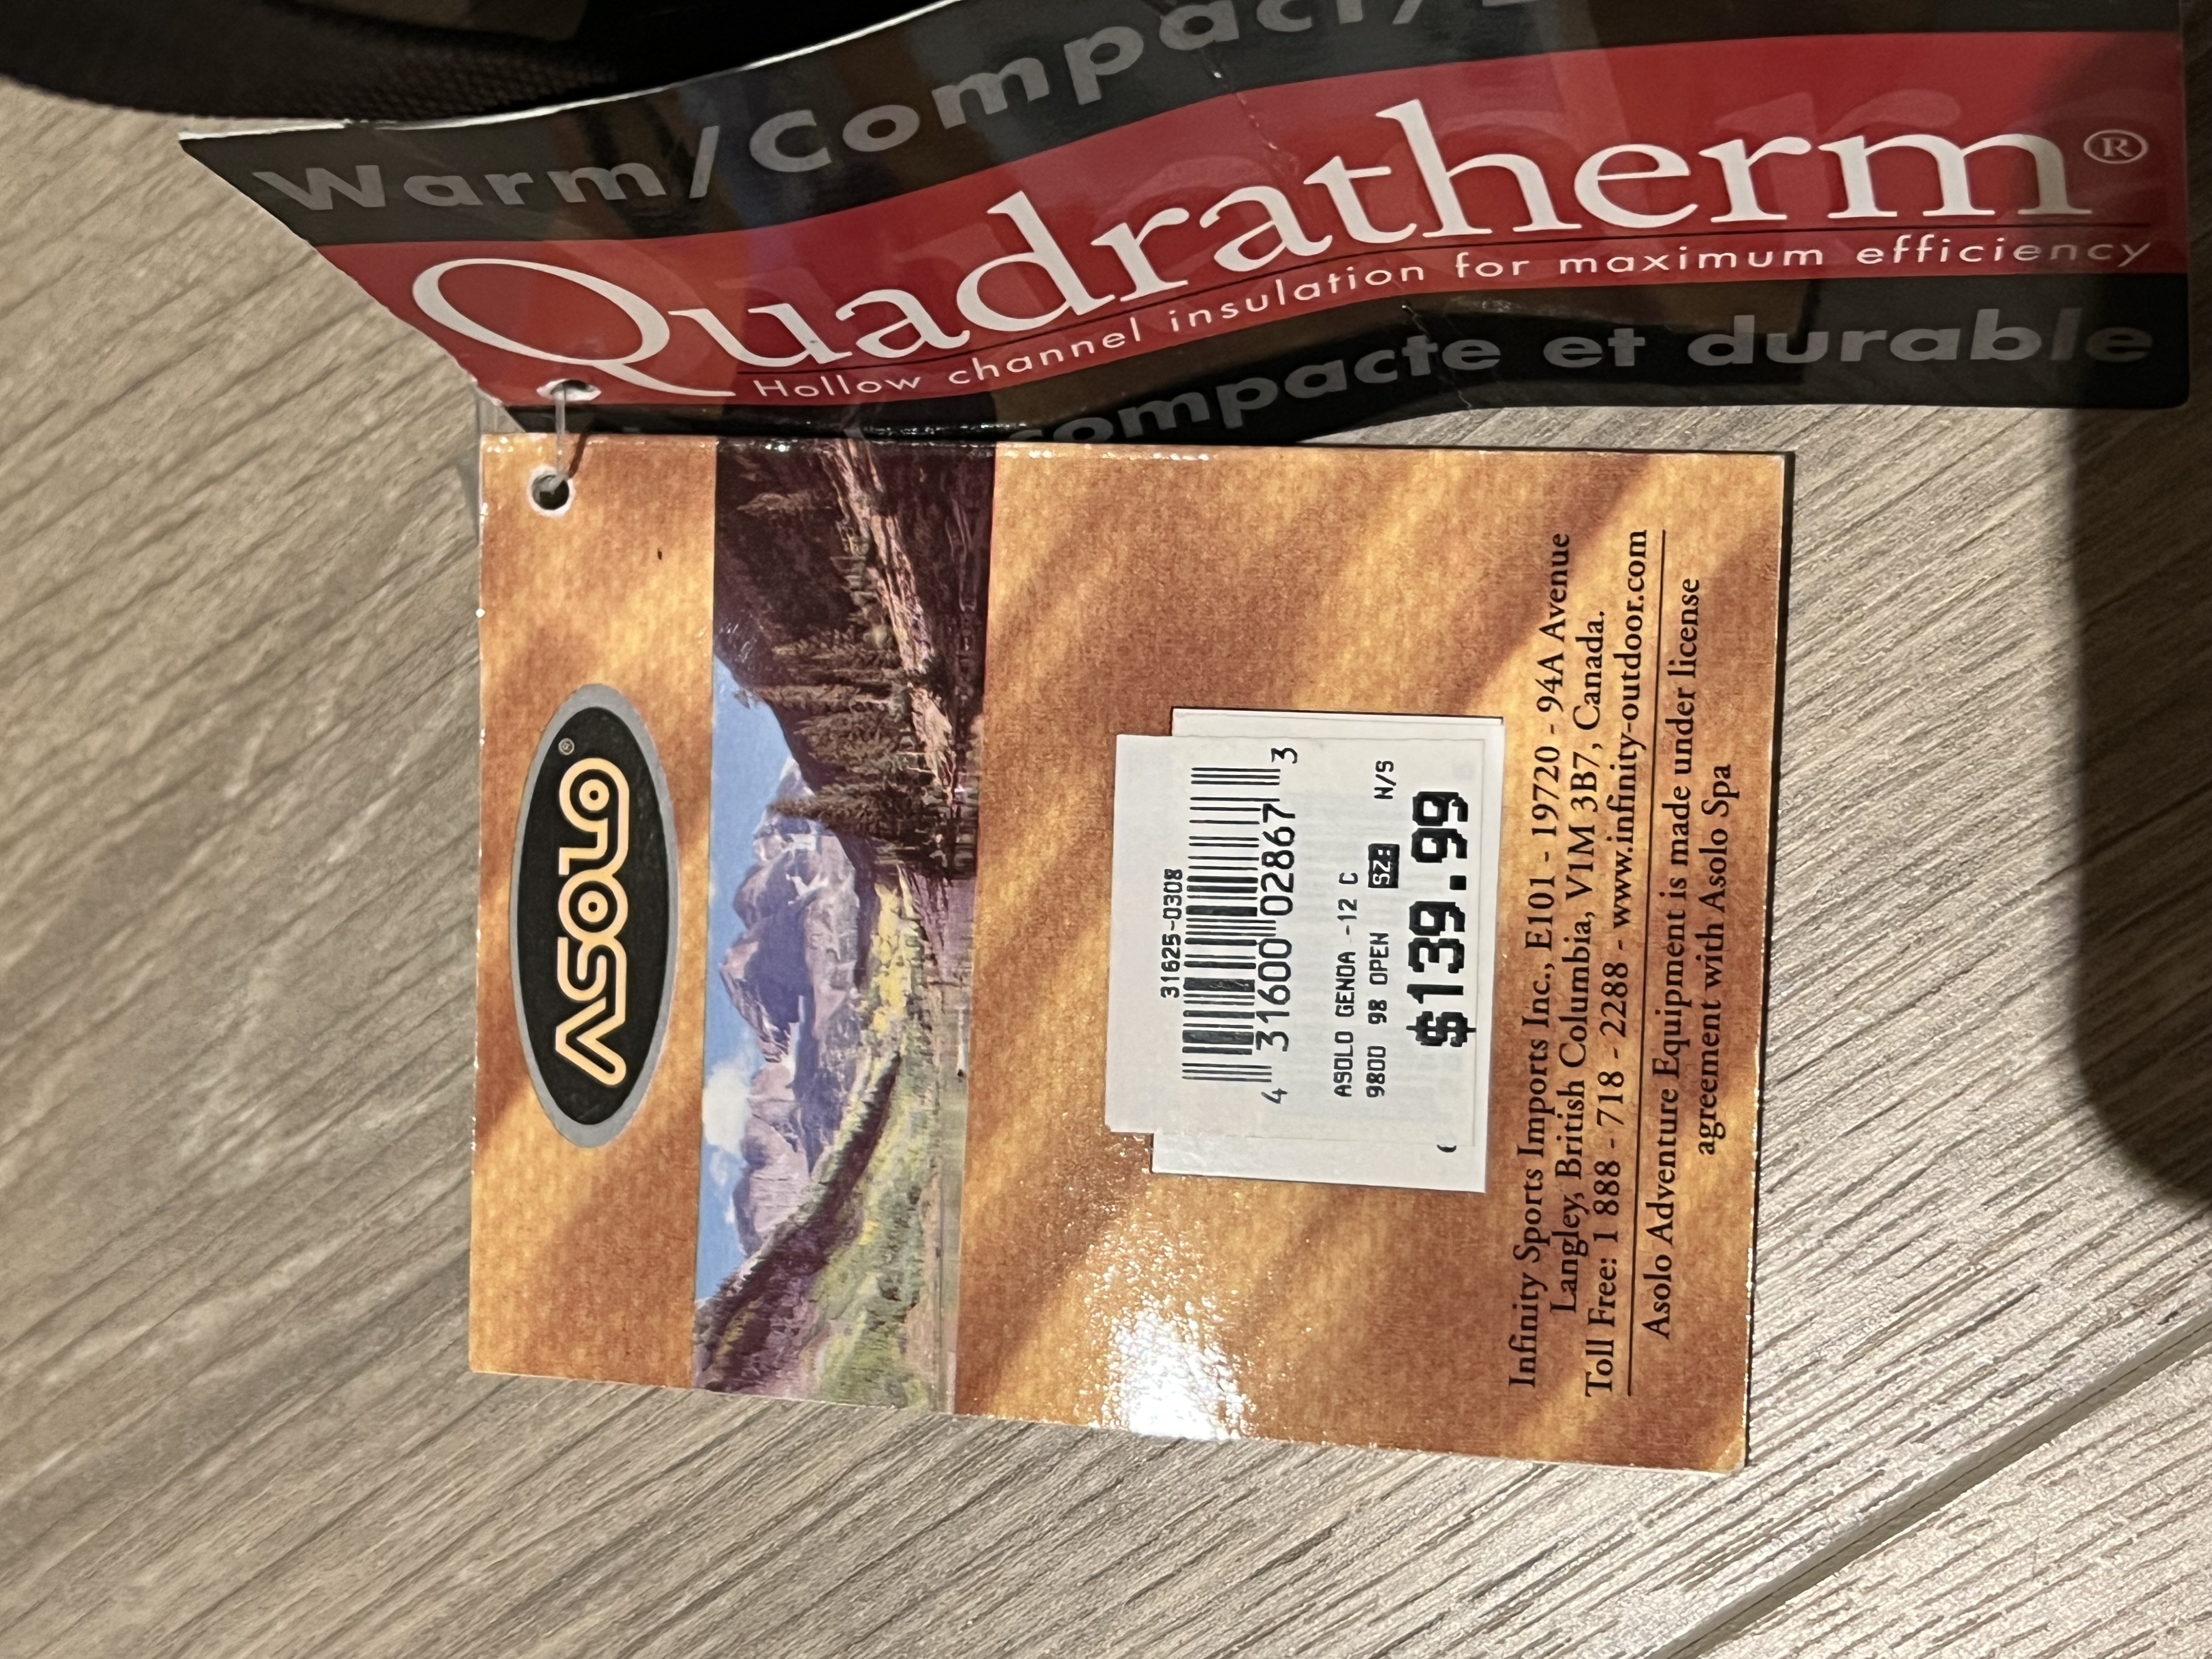 Warm/Compact/
Quadratherm®
Hollow channel insulation for maximum efficiency
compacte et durable
ASOLO®
31625-0308
4 31600 02867 3
ASOLO GENOA -12 C
9800 98 OPEN SZ: N/S
$139.99
Infinity Sports Imports Inc., E101 - 19720 - 94A Avenue
Langley, British Columbia, V1M 3B7, Canada.
Toll Free: 1 888 - 718 - 2288 - www.infinity-outdoor.com
Asolo Adventure Equipment is made under license
agreement with Asolo Spa